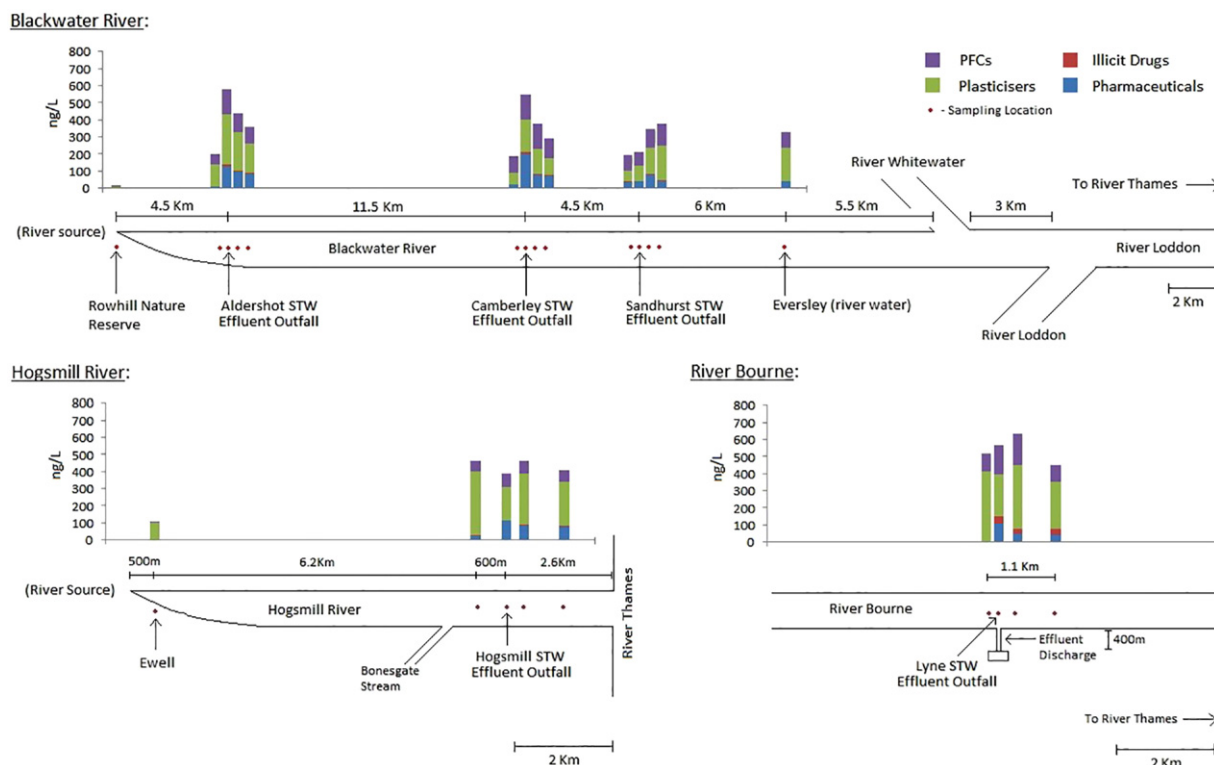 Blackwater River:
800
700
600
500
400
300
200
100
0
ng/L
PFCs
Illicit Drugs
Plasticisers
Pharmaceuticals
- Sampling Location
River Whitewater
To River Thames
4.5 Km
11.5 Km
4.5 Km
6 Km
5.5 Km
3 Km
(River source)
Blackwater River
River Loddon
2 Km
Rowhill Nature
Reserve
Aldershot STW
Effluent Outfall
Camberley STW
Effluent Outfall
Sandhurst STW
Effluent Outfall
Eversley (river water)
River Loddon
Hogsmill River:
800
700
600
500
400
300
200
100
0
ng/L
500m
6.2Km
600m
2.6Km
(River Source)
Hogsmill River
River Thames
Ewell
Bonesgate
Stream
Hogsmill STW
Effluent Outfall
2 Km
River Bourne:
800
700
600
500
400
300
200
100
0
ng/L
1.1 Km
River Bourne
Effluent
Discharge
400m
Lyne STW
Effluent Outfall
To River Thames
2 Km